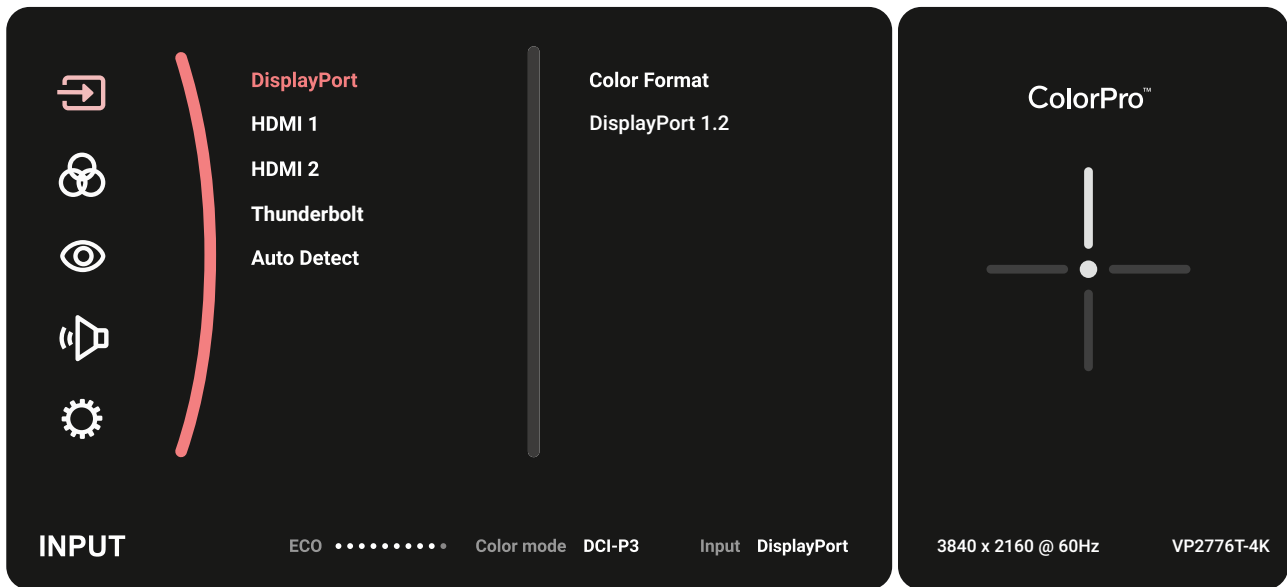 DisplayPort
HDMI 1
HDMI 2
Thunderbolt
Auto Detect
Color Format
DisplayPort 1.2
ColorPro™
INPUT
ECO
Color mode DCI-P3
Input DisplayPort
3840 x 2160 @ 60Hz
VP2776T-4K